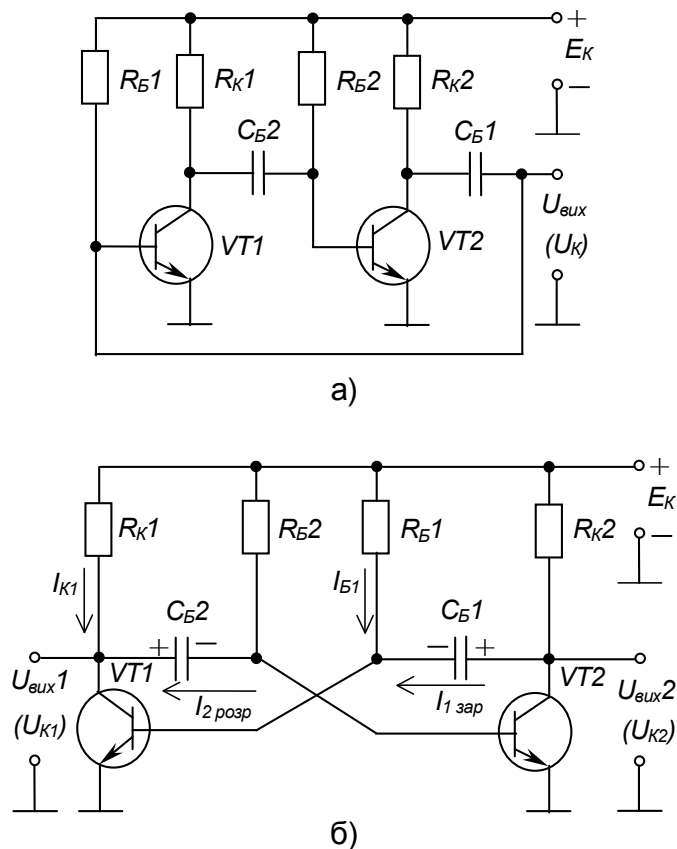 +
E_К
R_Б1 R_К1 R_Б2 R_К2
−
C_Б2 C_Б1
U_вих
VT1 VT2 (U_К)
а)
+
E_К
R_К1 R_Б2 R_Б1 R_К2
−
I_К1 I_Б1
C_Б2 C_Б1
+ − − +
U_вих1 VT1 VT2 U_вих2
I_2 розр I_1 зар
(U_К1) (U_К2)
б)